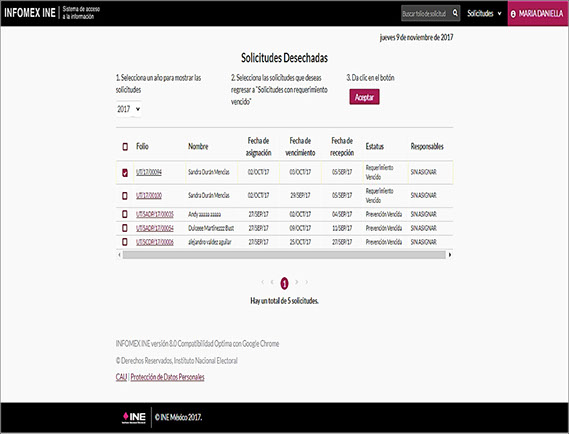 INFOMEX INE
Sistema de acceso
a la información
Buscar folio de solicitud
Solicitudes
MARIA DANIELLA
jueves 9 de noviembre de 2017
Solicitudes Desechadas
1. Selecciona un año para mostrar las
solicitudes
2017
2. Selecciona las solicitudes que deseas
regresar a "Solicitudes con requerimiento
vencido"
3. Da clic en el botón
Aceptar
Folio Nombre Fecha de asignación Fecha de vencimiento Fecha de recepción Estatus Responsables
UT/17/00094 Sandra Durán Mencías 02/OCT/17 03/OCT/17 05/SEP/17 Requerimiento Vencido SIN ASIGNAR
UT/17/00100 Sandra Durán Mencías 02/OCT/17 29/SEP/17 05/SEP/17 Requerimiento Vencido SIN ASIGNAR
UT/SADP/17/00035 Andy aaaaa aaaaa 27/SEP/17 02/OCT/17 04/SEP/17 Prevención Vencida SIN ASIGNAR
UT/SADP/17/00054 Dulcese Martinezz Bust 27/SEP/17 09/OCT/17 11/SEP/17 Prevención Vencida SIN ASIGNAR
UT/SCDP/17/00006 alejandro valdez aguilar 27/SEP/17 25/OCT/17 27/SEP/17 Prevención Vencida SIN ASIGNAR
1
Hay un total de 5 solicitudes.
INFOMEX INE versión 8.0 Compatibilidad Optima con Google Chrome
© Derechos Reservados, Instituto Nacional Electoral
CAU | Protección de Datos Personales
INE
Instituto Nacional Electoral
© INE México 2017.